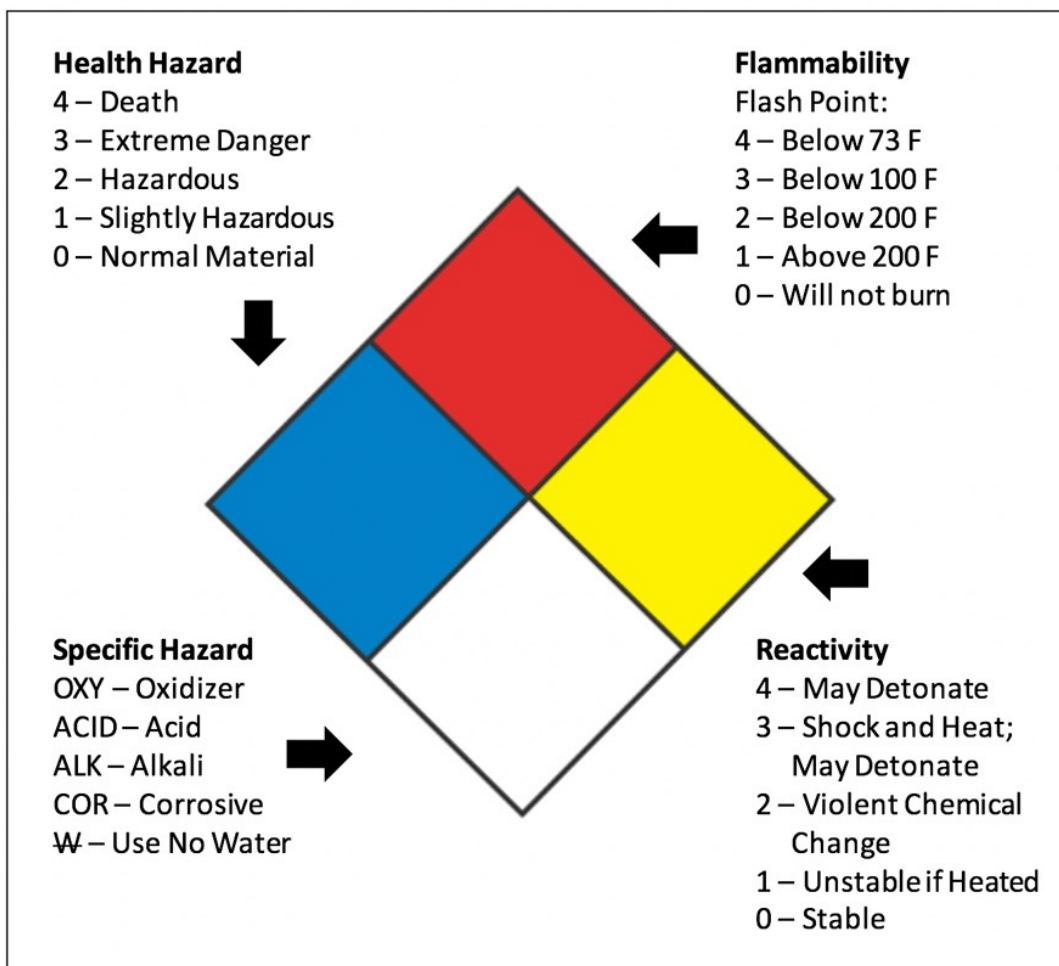 Health Hazard
4 – Death
3 – Extreme Danger
2 – Hazardous
1 – Slightly Hazardous
0 – Normal Material
Flammability
Flash Point:
4 – Below 73 F
3 – Below 100 F
2 – Below 200 F
1 – Above 200 F
0 – Will not burn
Specific Hazard
OXY – Oxidizer
ACID – Acid
ALK – Alkali
COR – Corrosive
W̶ – Use No Water
Reactivity
4 – May Detonate
3 – Shock and Heat;
May Detonate
2 – Violent Chemical
Change
1 – Unstable if Heated
0 – Stable